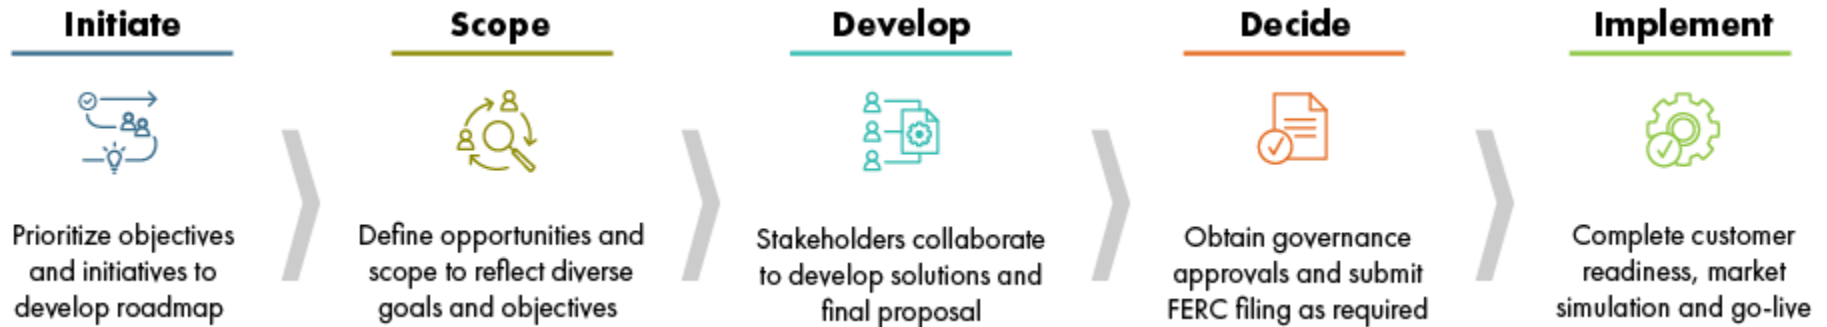 Initiate
Prioritize objectives
and initiatives to
develop roadmap
Scope
Define opportunities and
scope to reflect diverse
goals and objectives
Develop
Stakeholders collaborate
to develop solutions and
final proposal
Decide
Obtain governance
approvals and submit
FERC filing as required
Implement
Complete customer
readiness, market
simulation and go-live